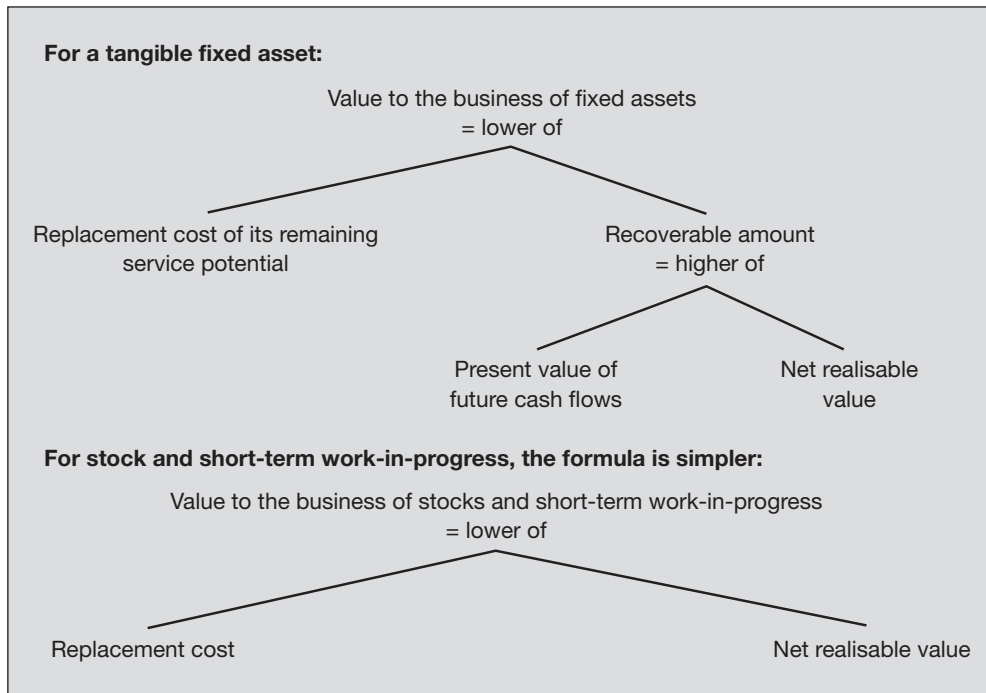 For a tangible fixed asset:
Value to the business of fixed assets
= lower of
Replacement cost of its remaining
service potential
Recoverable amount
= higher of
Present value of
future cash flows
Net realisable
value
For stock and short-term work-in-progress, the formula is simpler:
Value to the business of stocks and short-term work-in-progress
= lower of
Replacement cost
Net realisable value